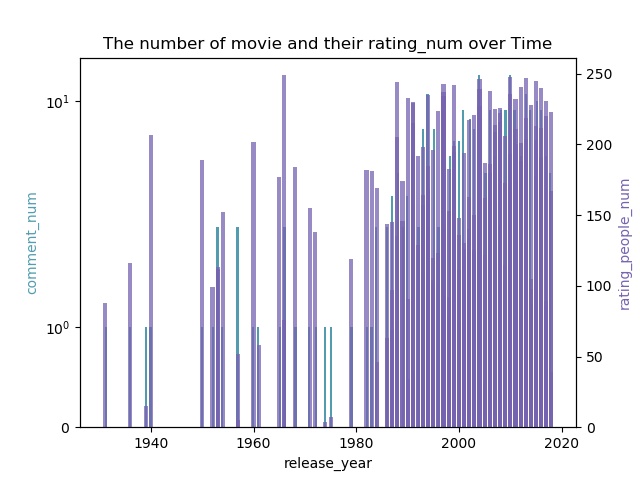 The number of movie and their rating_num over Time
comment_num
10¹
10⁰
0
250
200
150
100
50
0
rating_people_num
1940 1960 1980 2000 2020
release_year